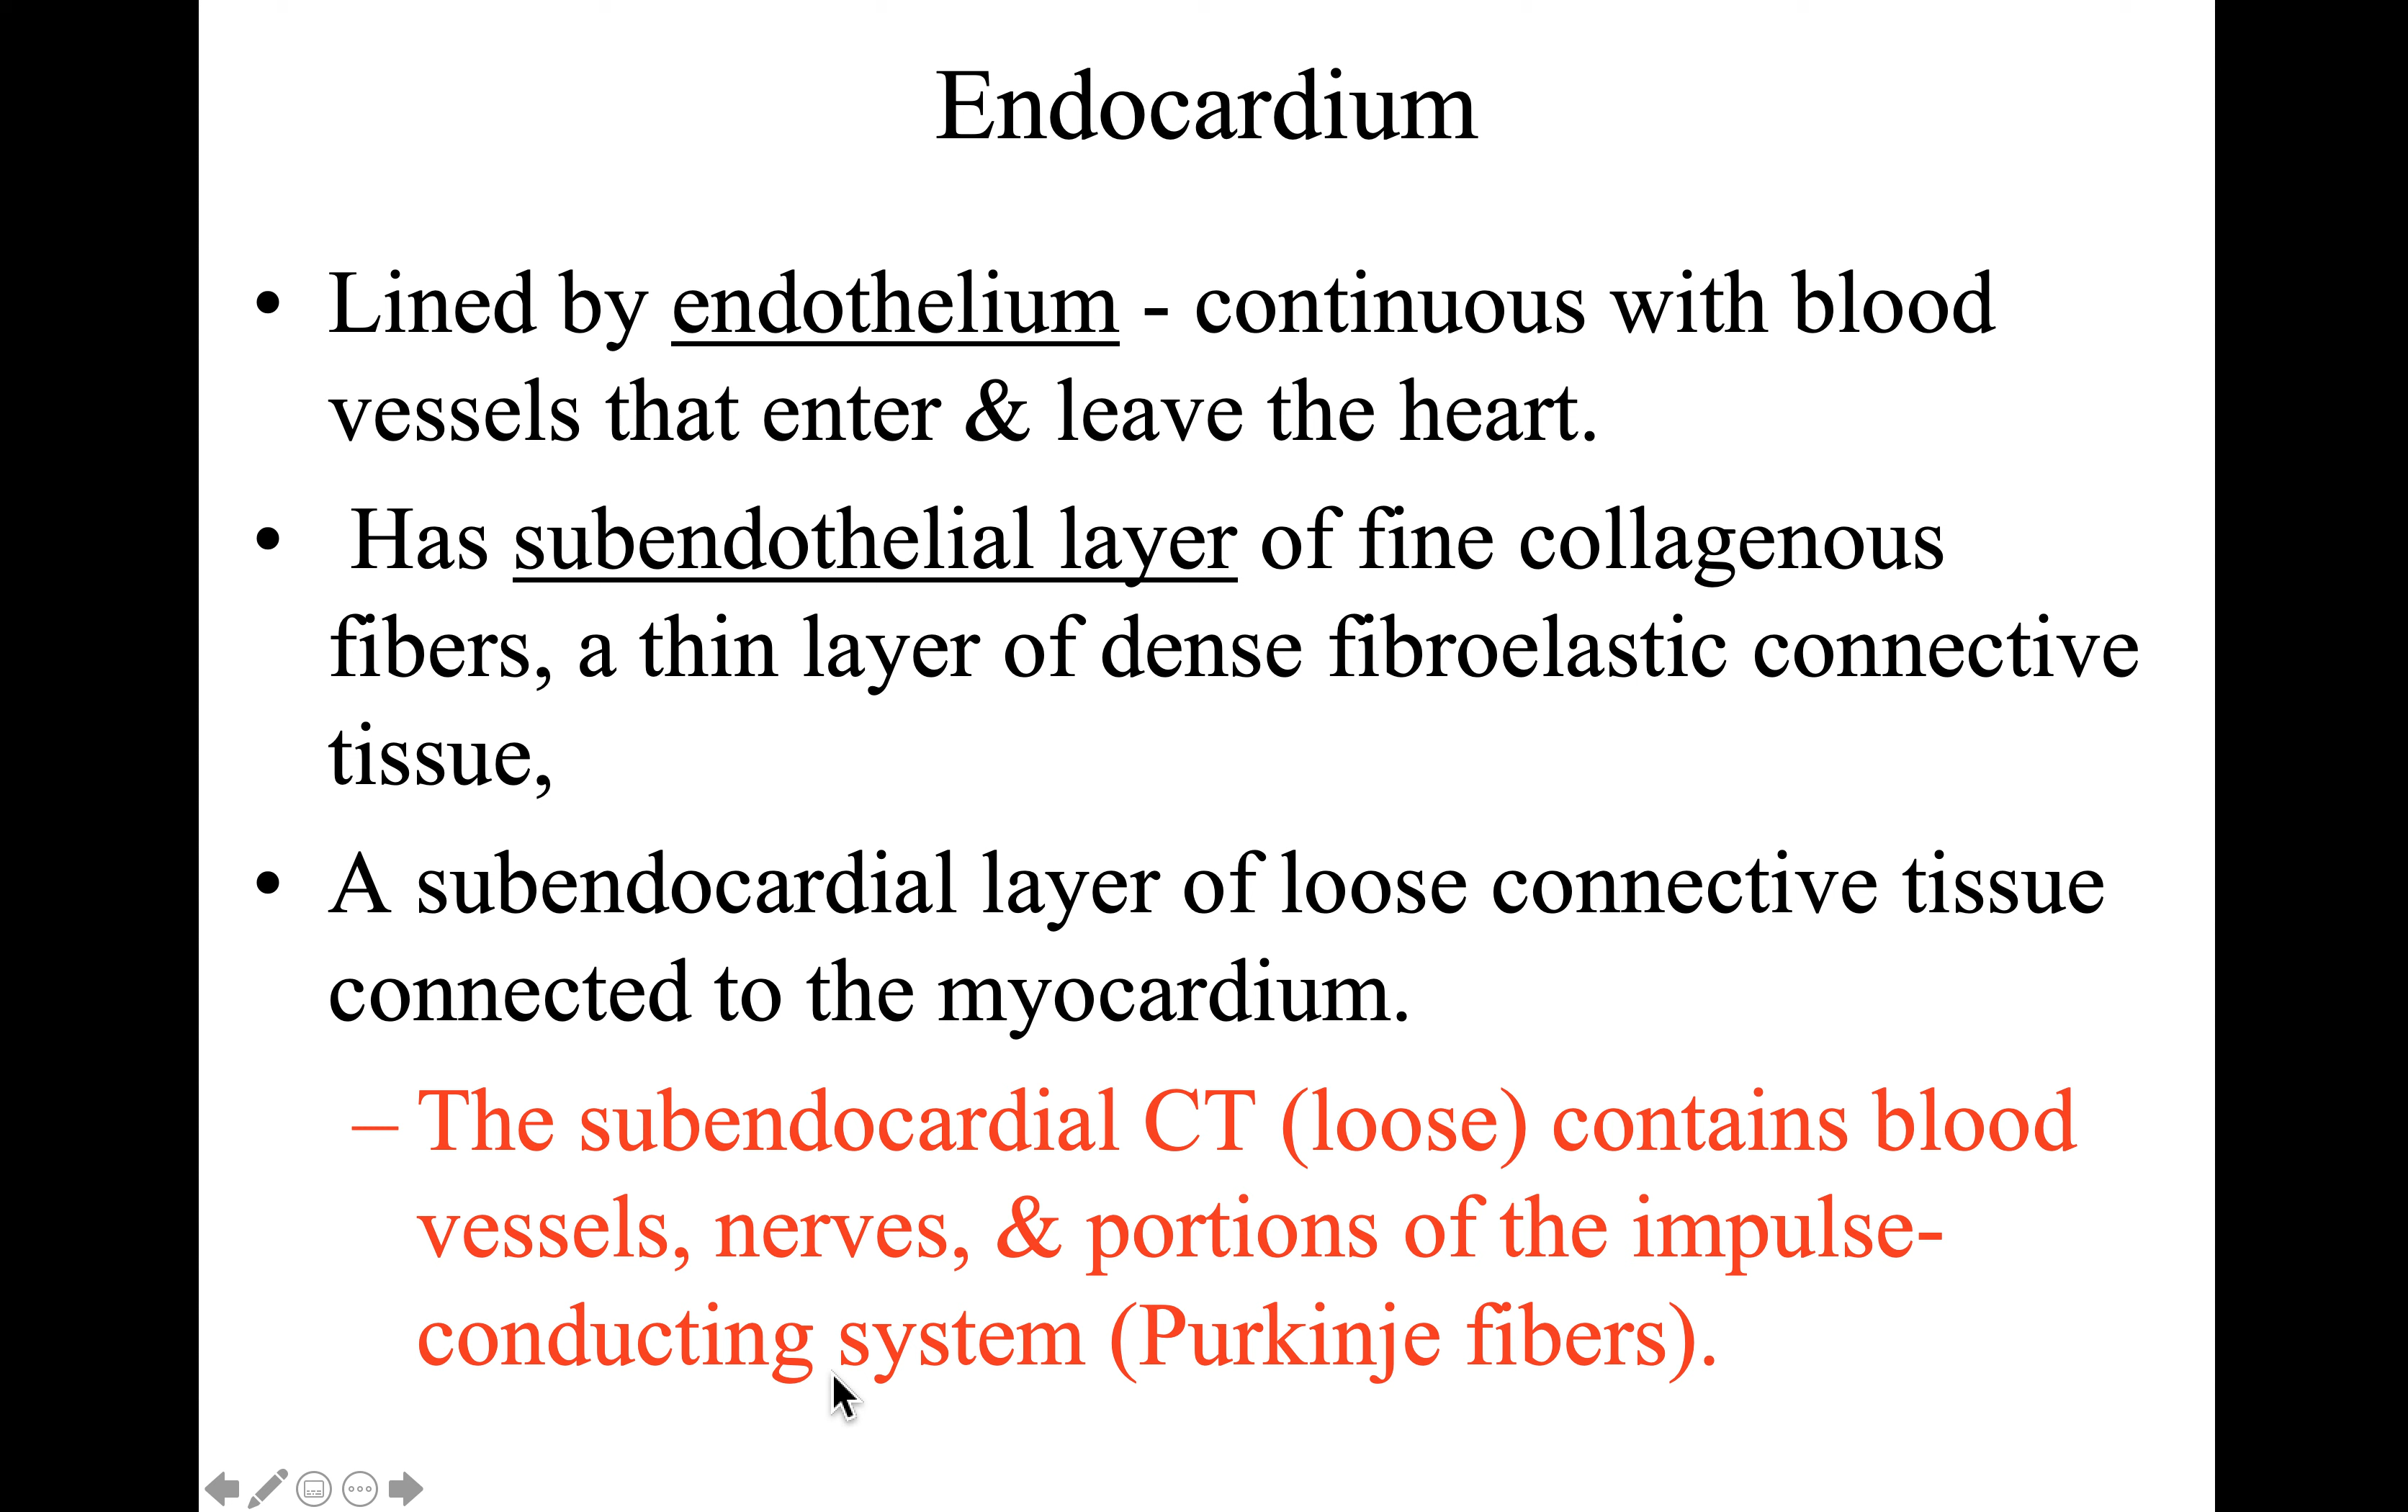 Endocardium
• Lined by endothelium - continuous with blood
vessels that enter & leave the heart.
• Has subendothelial layer of fine collagenous
fibers, a thin layer of dense fibroelastic connective
tissue,
• A subendocardial layer of loose connective tissue
connected to the myocardium.
– The subendocardial CT (loose) contains blood
vessels, nerves, & portions of the impulse-
conducting system (Purkinje fibers).